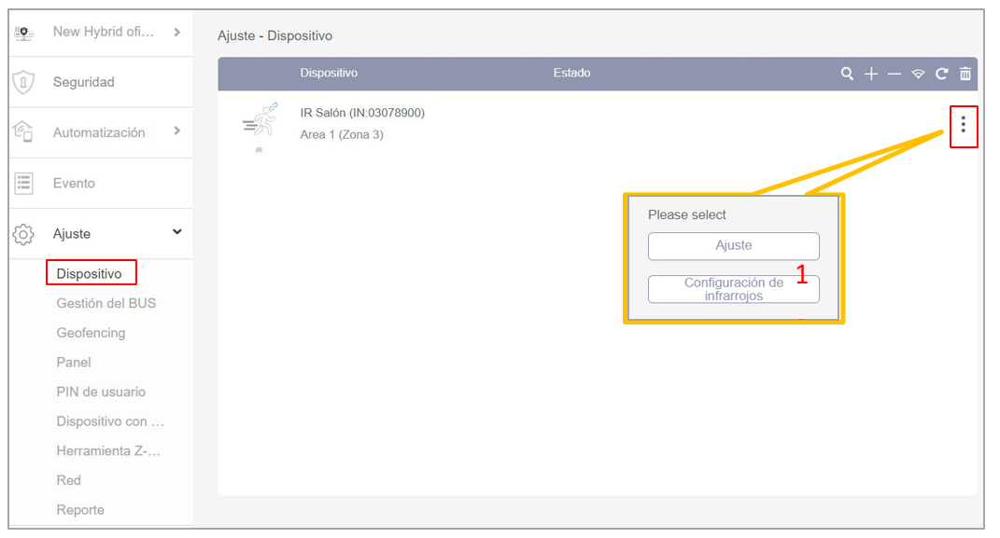 New Hybrid ofi...
Seguridad
Automatización
Evento
Ajuste
Dispositivo
Gestión del BUS
Geofencing
Panel
PIN de usuario
Dispositivo con ...
Herramienta Z-...
Red
Reporte
Ajuste - Dispositivo
Dispositivo Estado
IR Salón (IN:03078900)
Area 1 (Zona 3)
IR
Please select
Ajuste
1
Configuración de
infrarrojos